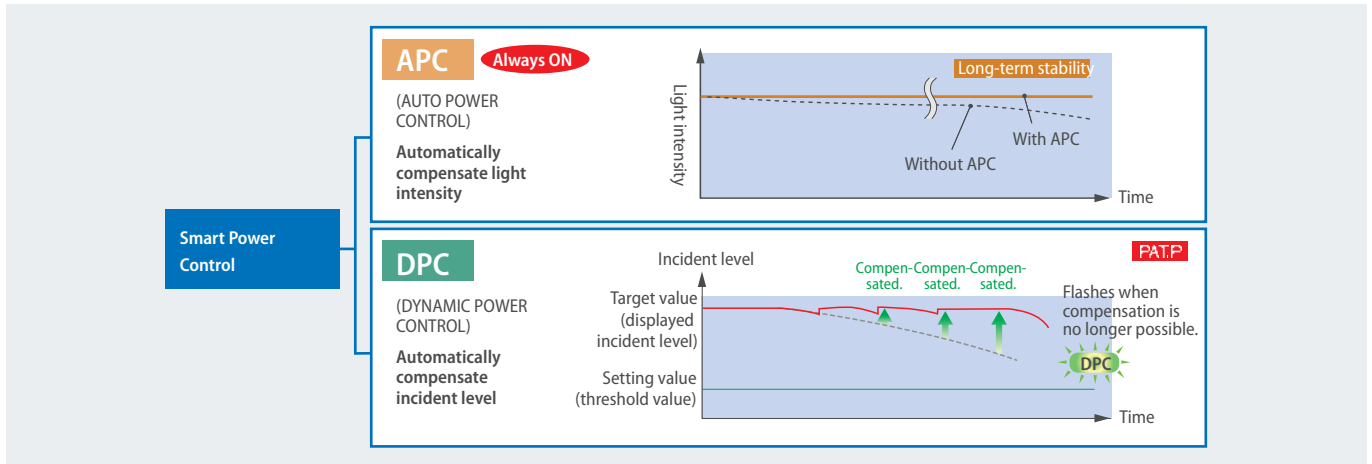 Smart Power
Control
APC
Always ON
(AUTO POWER
CONTROL)
Automatically
compensate light
intensity
Light intensity
Long-term stability
With APC
Without APC
Time
DPC
(DYNAMIC POWER
CONTROL)
Automatically
compensate
incident level
PAT.P
Incident level
Target value
(displayed
incident level)
Setting value
(threshold value)
Compen-
sated.
Compen-
sated.
Compen-
sated.
Flashes when
compensation is
no longer possible.
DPC
Time